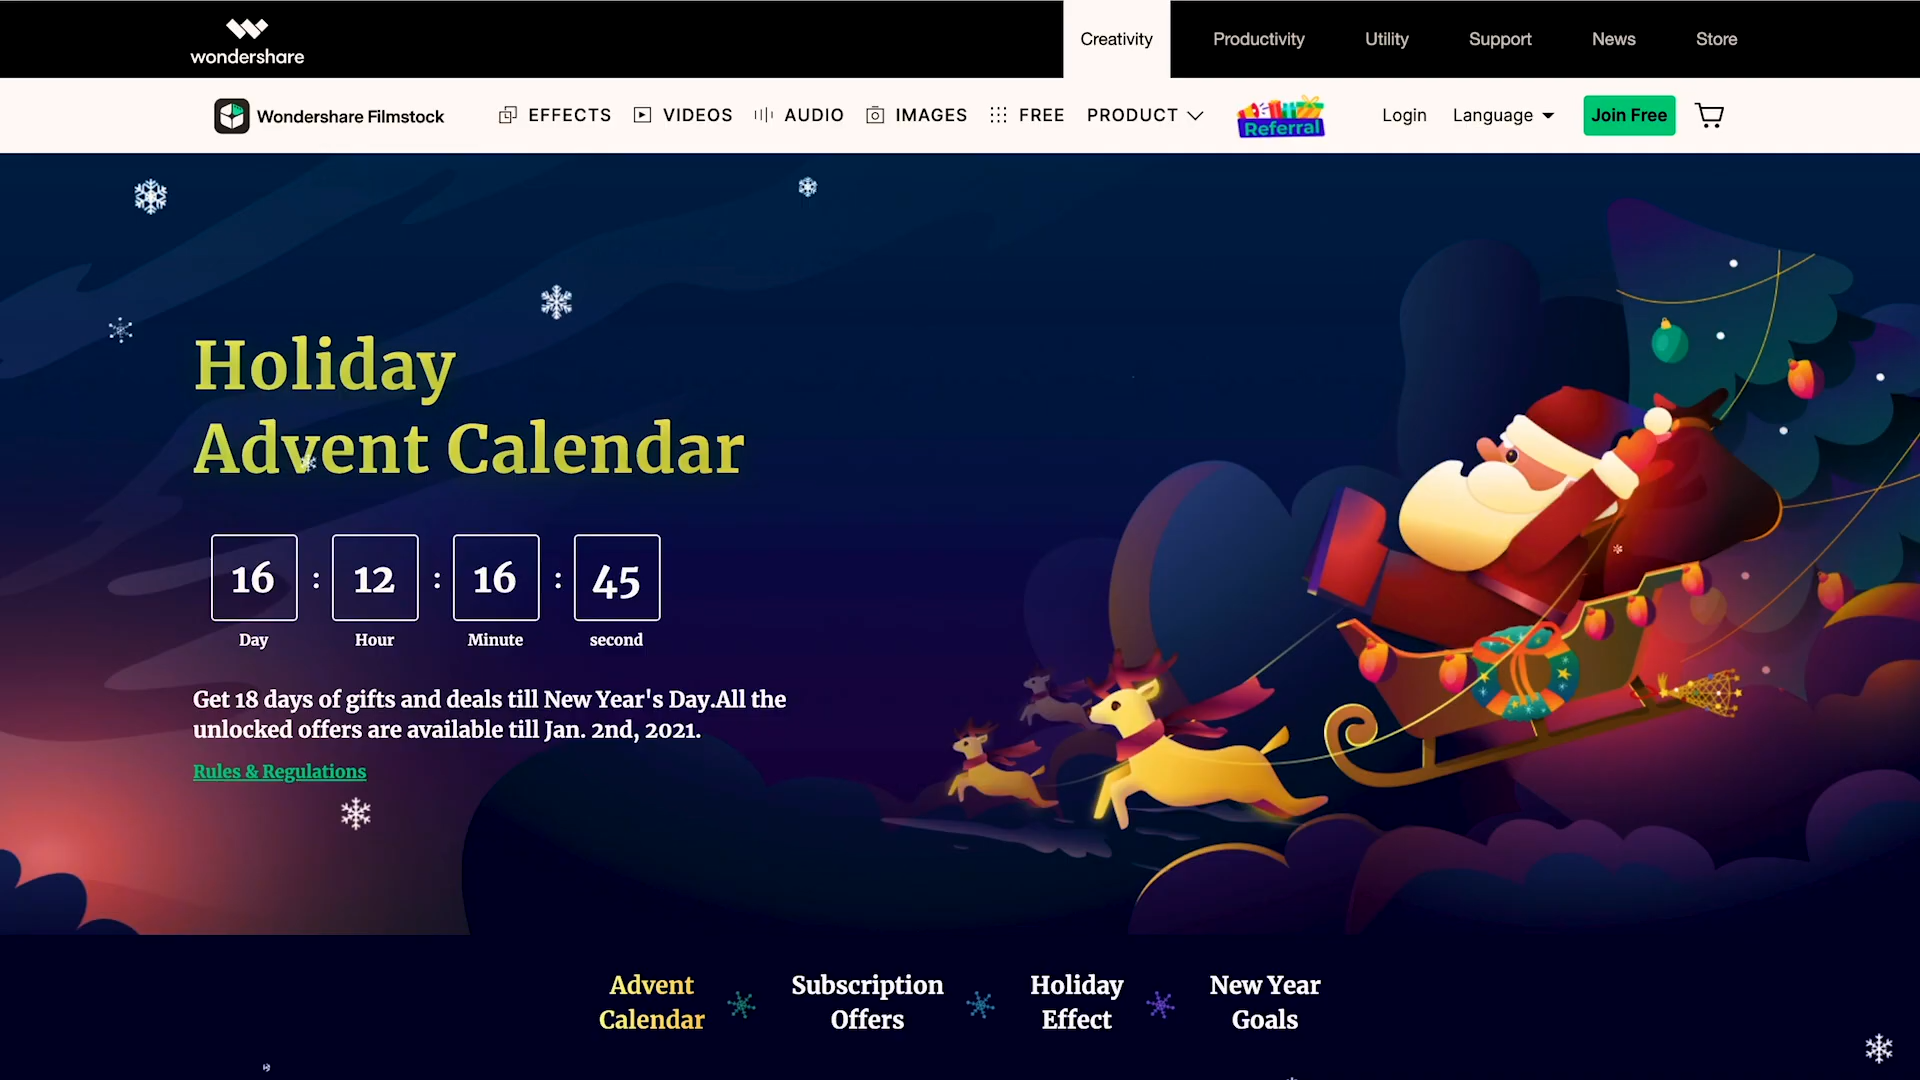 wondershare
Creativity
Productivity
Utility
Support
News
Store
Wondershare Filmstock
EFFECTS
VIDEOS
AUDIO
IMAGES
FREE
PRODUCT
Referral
Login
Language
Join Free
Holiday
Advent Calendar
16 : 12 : 16 : 45
Day Hour Minute second
Get 18 days of gifts and deals till New Year's Day.All the
unlocked offers are available till Jan. 2nd, 2021.
Rules & Regulations
Advent
Calendar
Subscription
Offers
Holiday
Effect
New Year
Goals